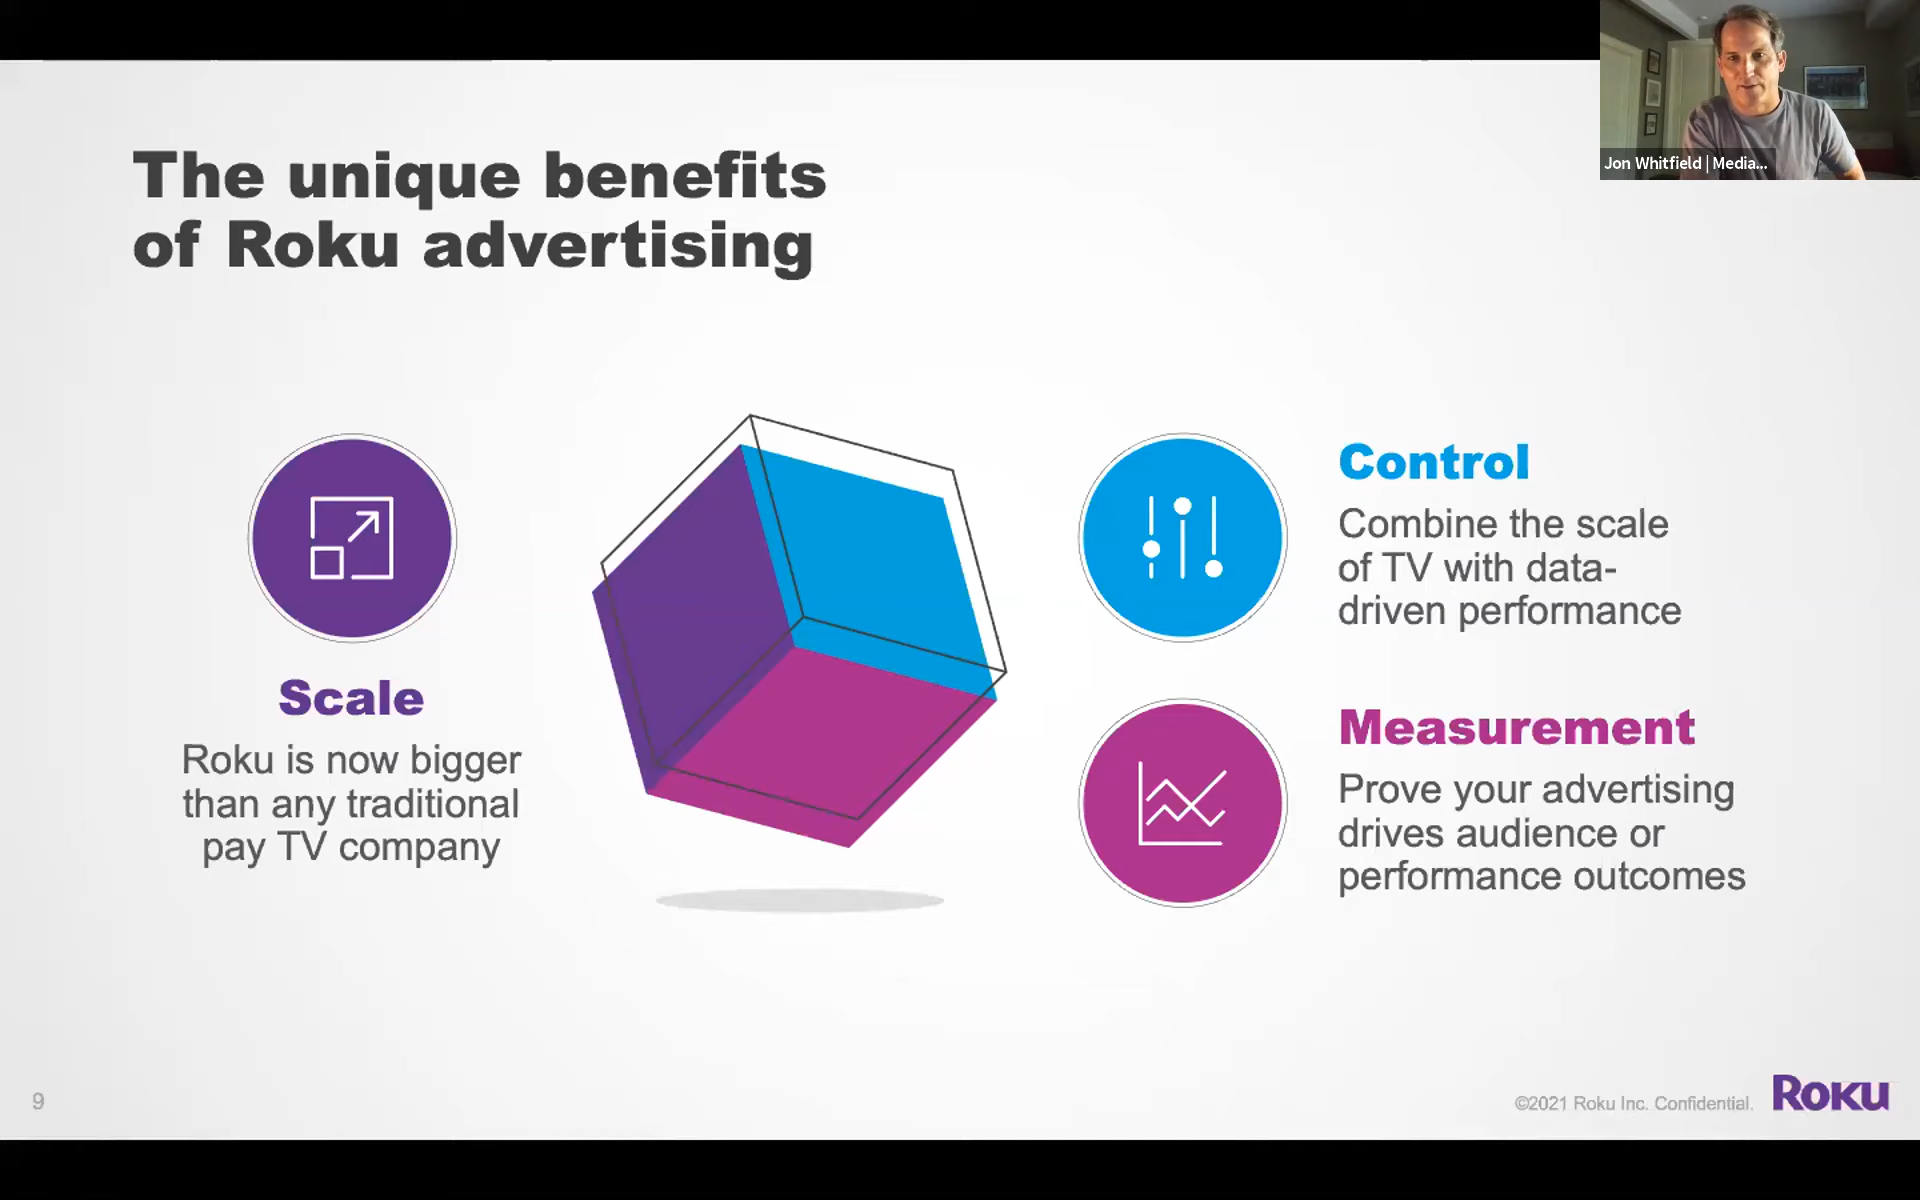 Jon Whitfield | Media...
The unique benefits
of Roku advertising
Scale
Roku is now bigger
than any traditional
pay TV company
Control
Combine the scale
of TV with data-
driven performance
Measurement
Prove your advertising
drives audience or
performance outcomes
9
©2021 Roku Inc. Confidential.
ROKU